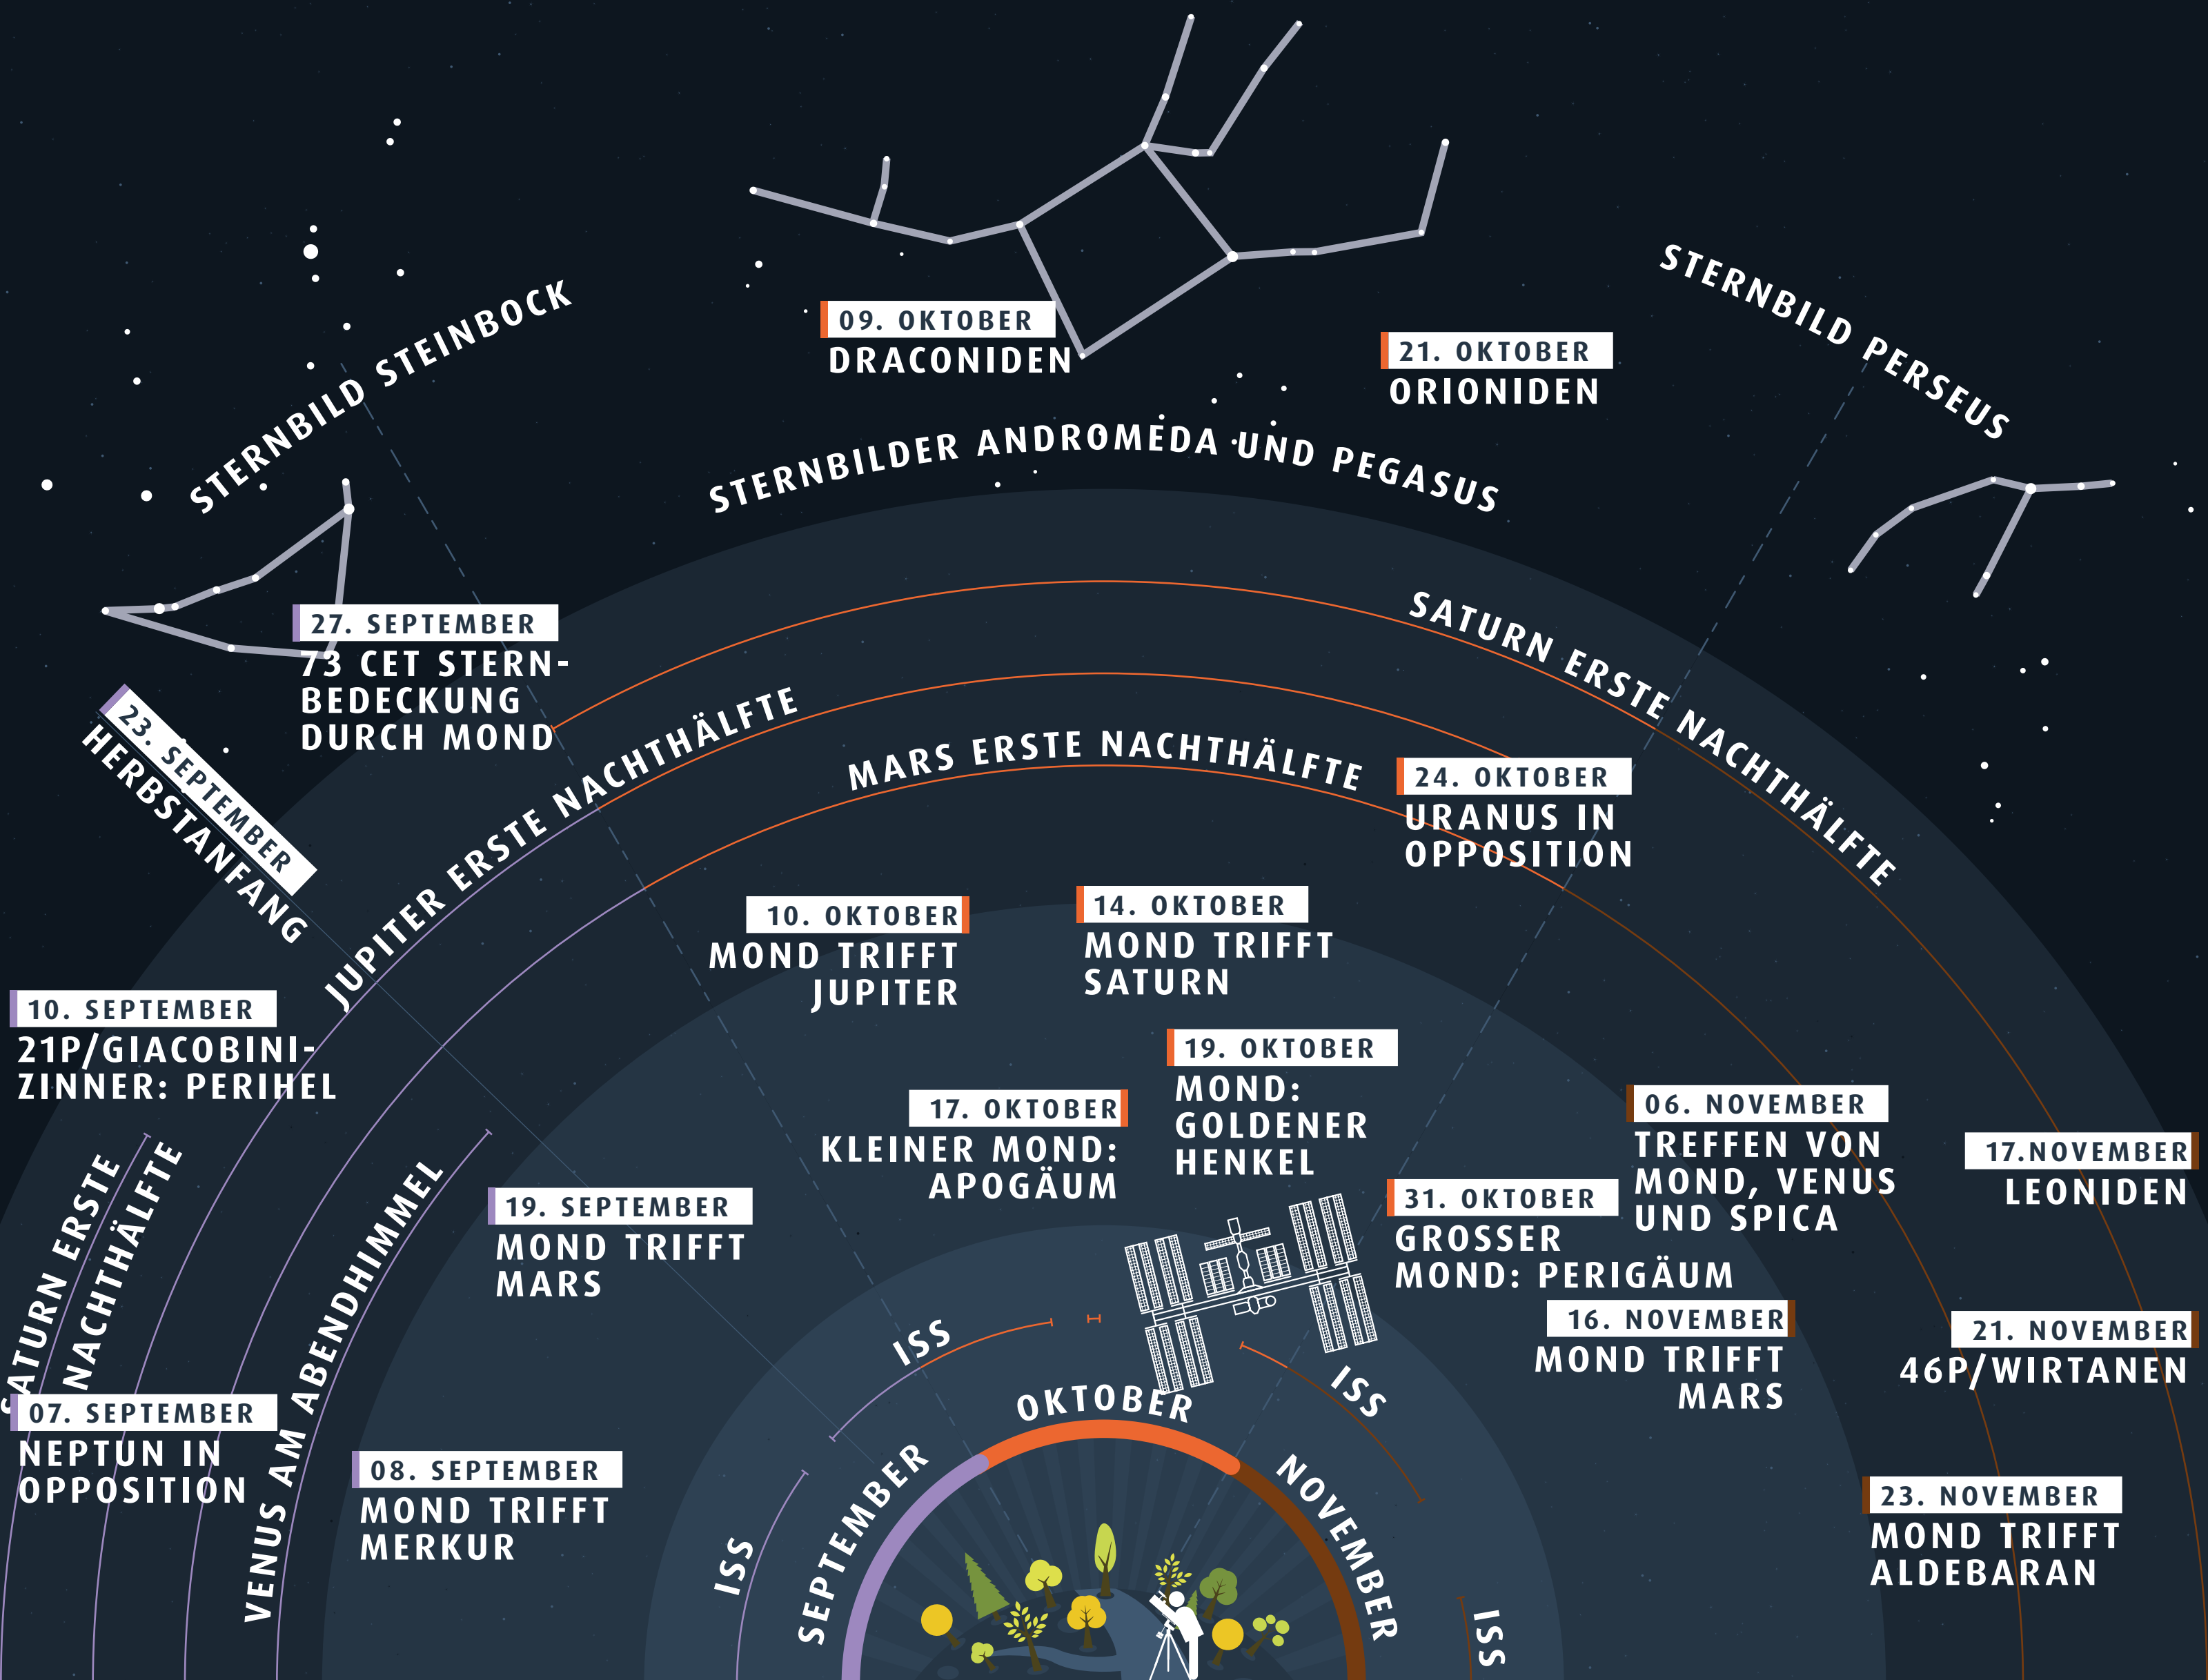 STERNBILD STEINBOCK
09. OKTOBER
DRACONIDEN
21. OKTOBER
ORIONIDEN
STERNBILD PERSEUS
STERNBILDER ANDROMEDA UND PEGASUS
27. SEPTEMBER
73 CET STERN-
BEDECKUNG
DURCH MOND
23. SEPTEMBER
HERBSTANFANG
JUPITER ERSTE NACHTHÄLFTE
MARS ERSTE NACHTHÄLFTE
SATURN ERSTE NACHTHÄLFTE
24. OKTOBER
URANUS IN
OPPOSITION
10. OKTOBER
MOND TRIFFT
JUPITER
14. OKTOBER
MOND TRIFFT
SATURN
10. SEPTEMBER
21P/GIACOBINI-
ZINNER: PERIHEL
19. OKTOBER
MOND:
GOLDENER
HENKEL
17. OKTOBER
KLEINER MOND:
APOGÄUM
06. NOVEMBER
TREFFEN VON
MOND, VENUS
UND SPICA
17.NOVEMBER
LEONIDEN
SATURN ERSTE
NACHTHÄLFTE
VENUS AM ABENDHIMMEL
19. SEPTEMBER
MOND TRIFFT
MARS
31. OKTOBER
GROSSER
MOND: PERIGÄUM
16. NOVEMBER
MOND TRIFFT
MARS
21. NOVEMBER
46P/WIRTANEN
ISS
ISS
07. SEPTEMBER
NEPTUN IN
OPPOSITION
08. SEPTEMBER
MOND TRIFFT
MERKUR
ISS
SEPTEMBER
OKTOBER
NOVEMBER
23. NOVEMBER
MOND TRIFFT
ALDEBARAN
ISS